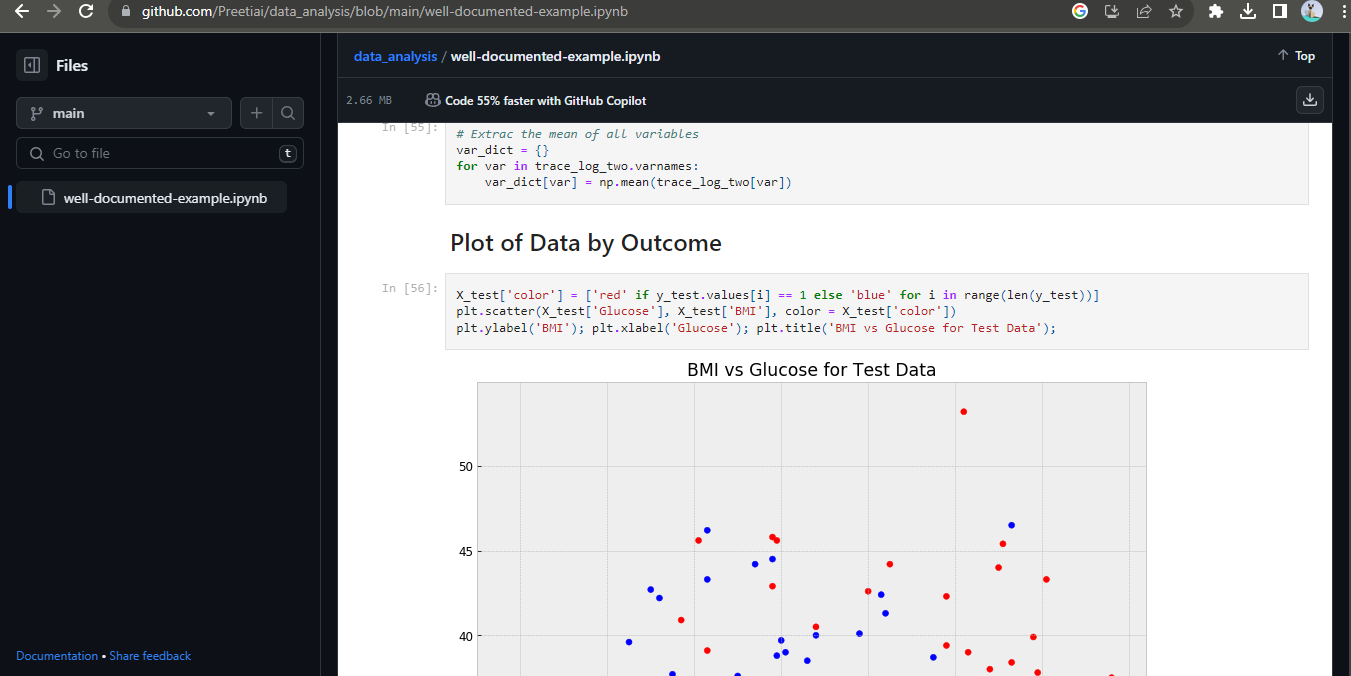 github.com/Preetiai/data_analysis/blob/main/well-documented-example.ipynb
Files
main
Go to file
t
well-documented-example.ipynb
Documentation • Share feedback
data_analysis / well-documented-example.ipynb
Top
2.66 MB
Code 55% faster with GitHub Copilot
In [55]:
# Extrac the mean of all variables
var_dict = {}
for var in trace_log_two.varnames:
    var_dict[var] = np.mean(trace_log_two[var])
Plot of Data by Outcome
In [56]:
X_test['color'] = ['red' if y_test.values[i] == 1 else 'blue' for i in range(len(y_test))]
plt.scatter(X_test['Glucose'], X_test['BMI'], color = X_test['color'])
plt.ylabel('BMI'); plt.xlabel('Glucose'); plt.title('BMI vs Glucose for Test Data');
BMI vs Glucose for Test Data
50
45
40